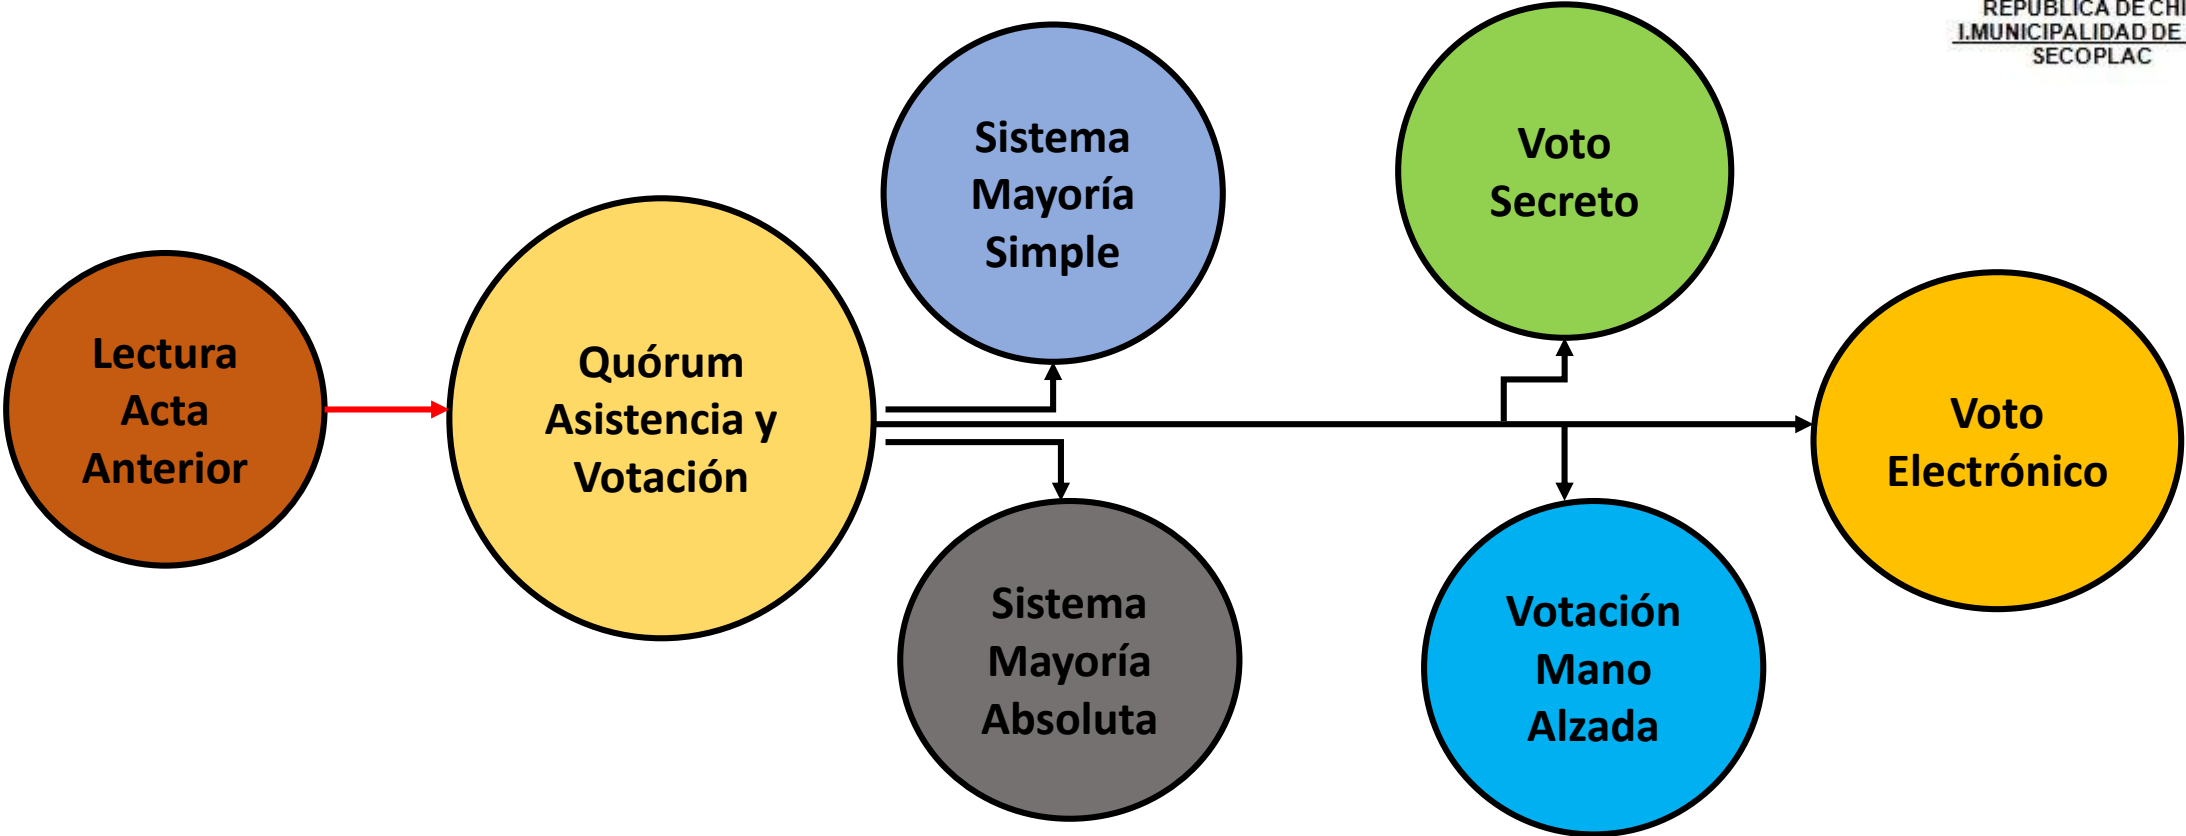 REPUBLICA DE CHI
I.MUNICIPALIDAD DE
SECOPLAC
Lectura
Acta
Anterior
Quórum
Asistencia y
Votación
Sistema
Mayoría
Simple
Sistema
Mayoría
Absoluta
Voto
Secreto
Votación
Mano
Alzada
Voto
Electrónico